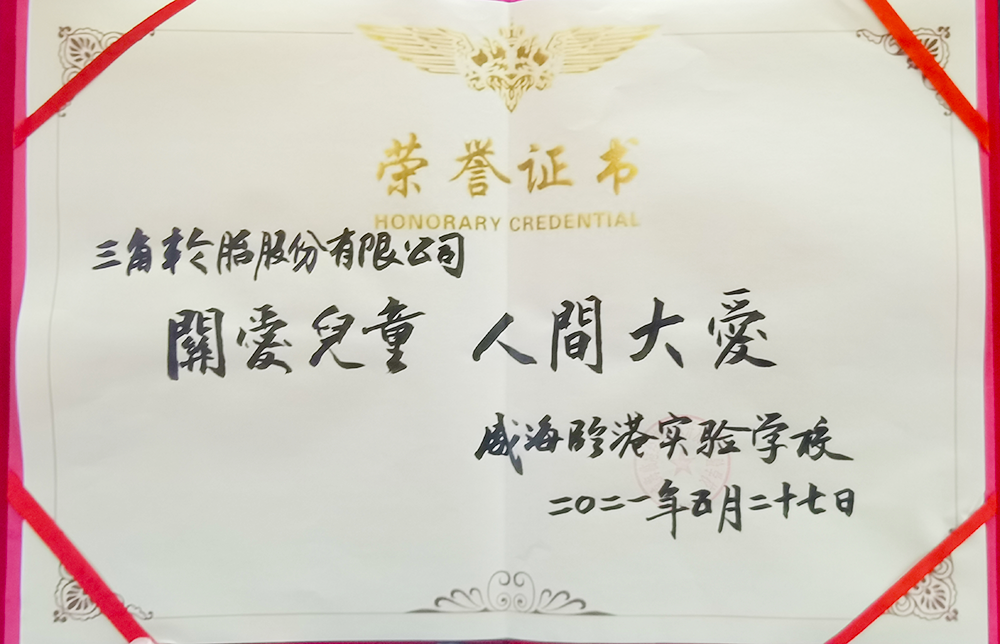 荣誉证书
HONORARY CREDENTIAL
三角轮胎股份有限公司
關愛兒童 人間大愛
威海临港实验学校
二〇二一年五月二十七日